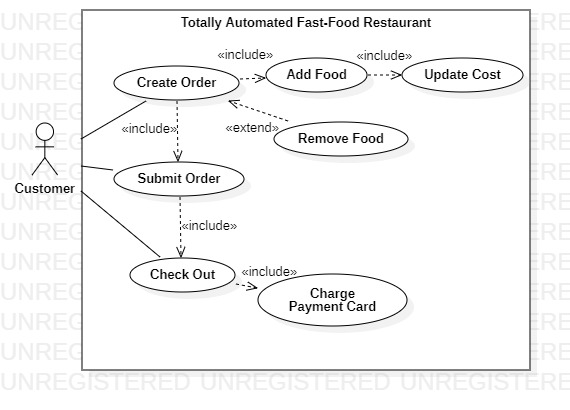 Totally Automated Fast-Food Restaurant
«include»
«include»
Create Order
Add Food
Update Cost
«include»
«extend»
Remove Food
Customer
Submit Order
«include»
Check Out
«include»
Charge
Payment Card
UNREGISTERED UNREGISTERED UNREGISTERED